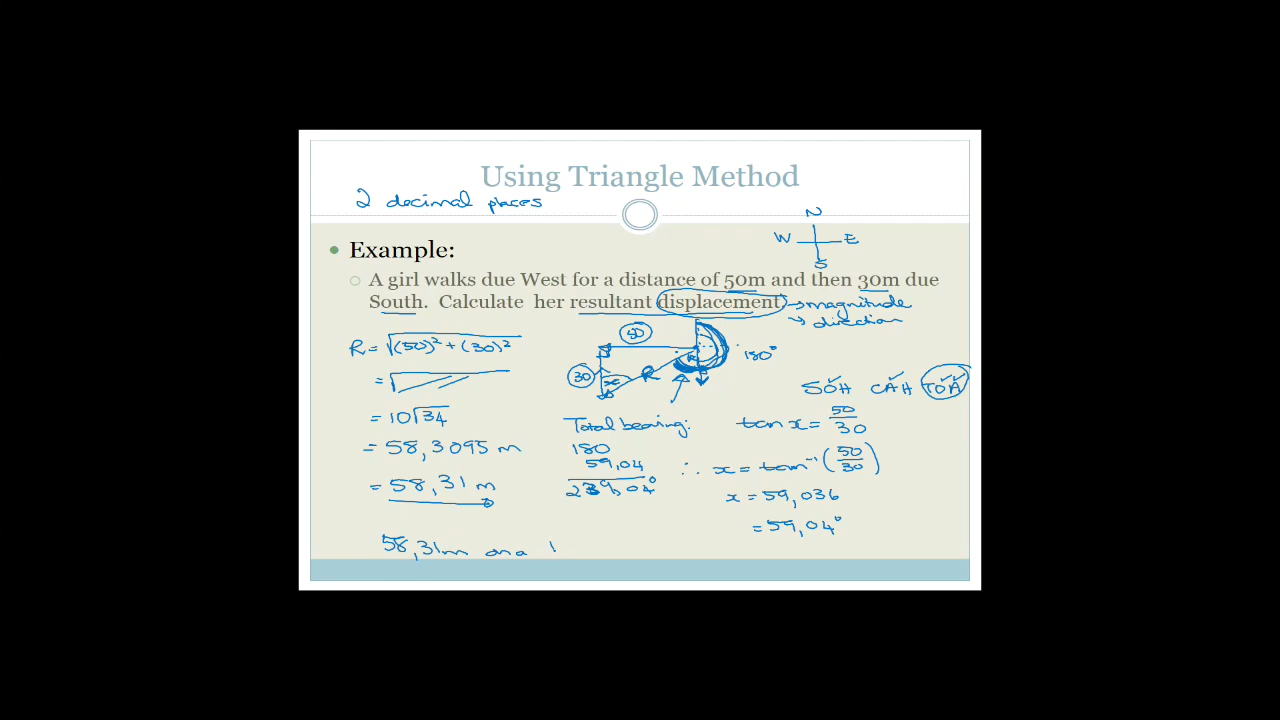 Using Triangle Method
2 decimal places
N
W E
S
Example:
A girl walks due West for a distance of 50m and then 30m due
South. Calculate her resultant displacement.
→ magnitude
→ direction
R = √(50)² + (30)²
=
= 10√34
= 58,3095 m
= 58,31 m
58,31m on a
50
30
x
R
180°
Total bearing:
180
59,04
239,04°
SOH CAH TOA
tan x = 50/30
∴ x = tan⁻¹(50/30)
x = 59,036
= 59,04°